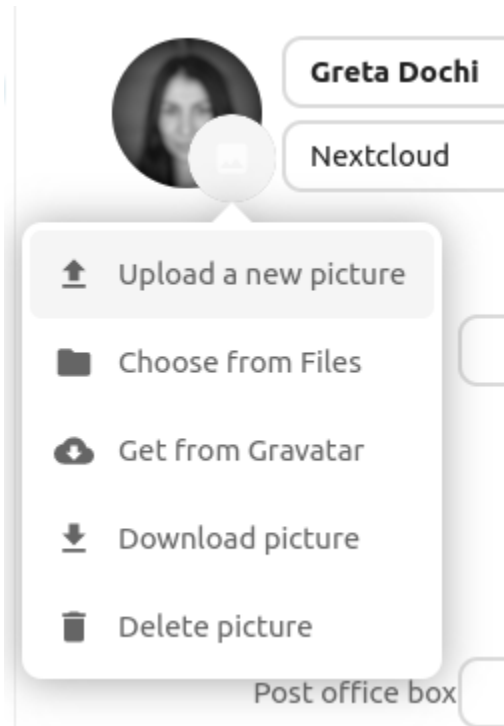 Greta Dochi
Nextcloud
Upload a new picture
Choose from Files
Get from Gravatar
Download picture
Delete picture
Post office box